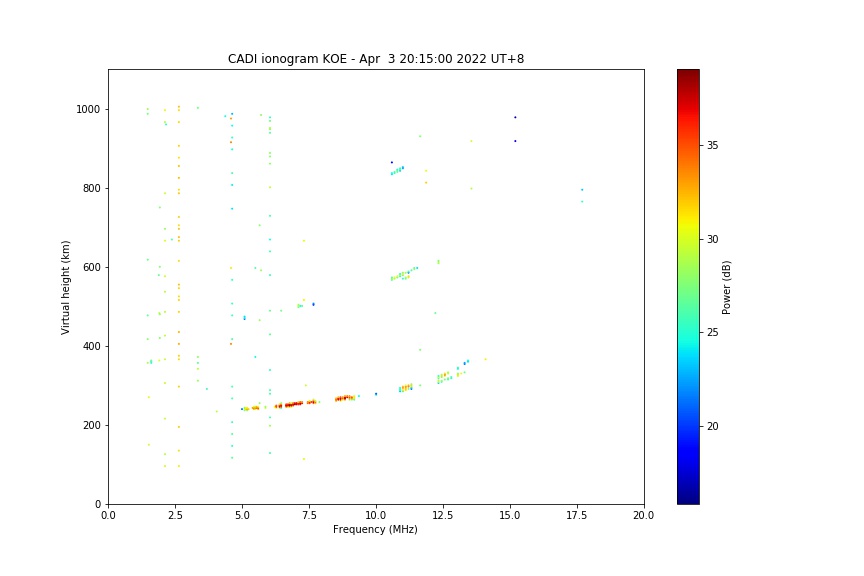 CADI ionogram KOE - Apr  3 20:15:00 2022 UT+8
1000
800
600
400
200
0
Virtual height (km)
0.0 2.5 5.0 7.5 10.0 12.5 15.0 17.5 20.0
Frequency (MHz)
35
30
25
20
Power (dB)